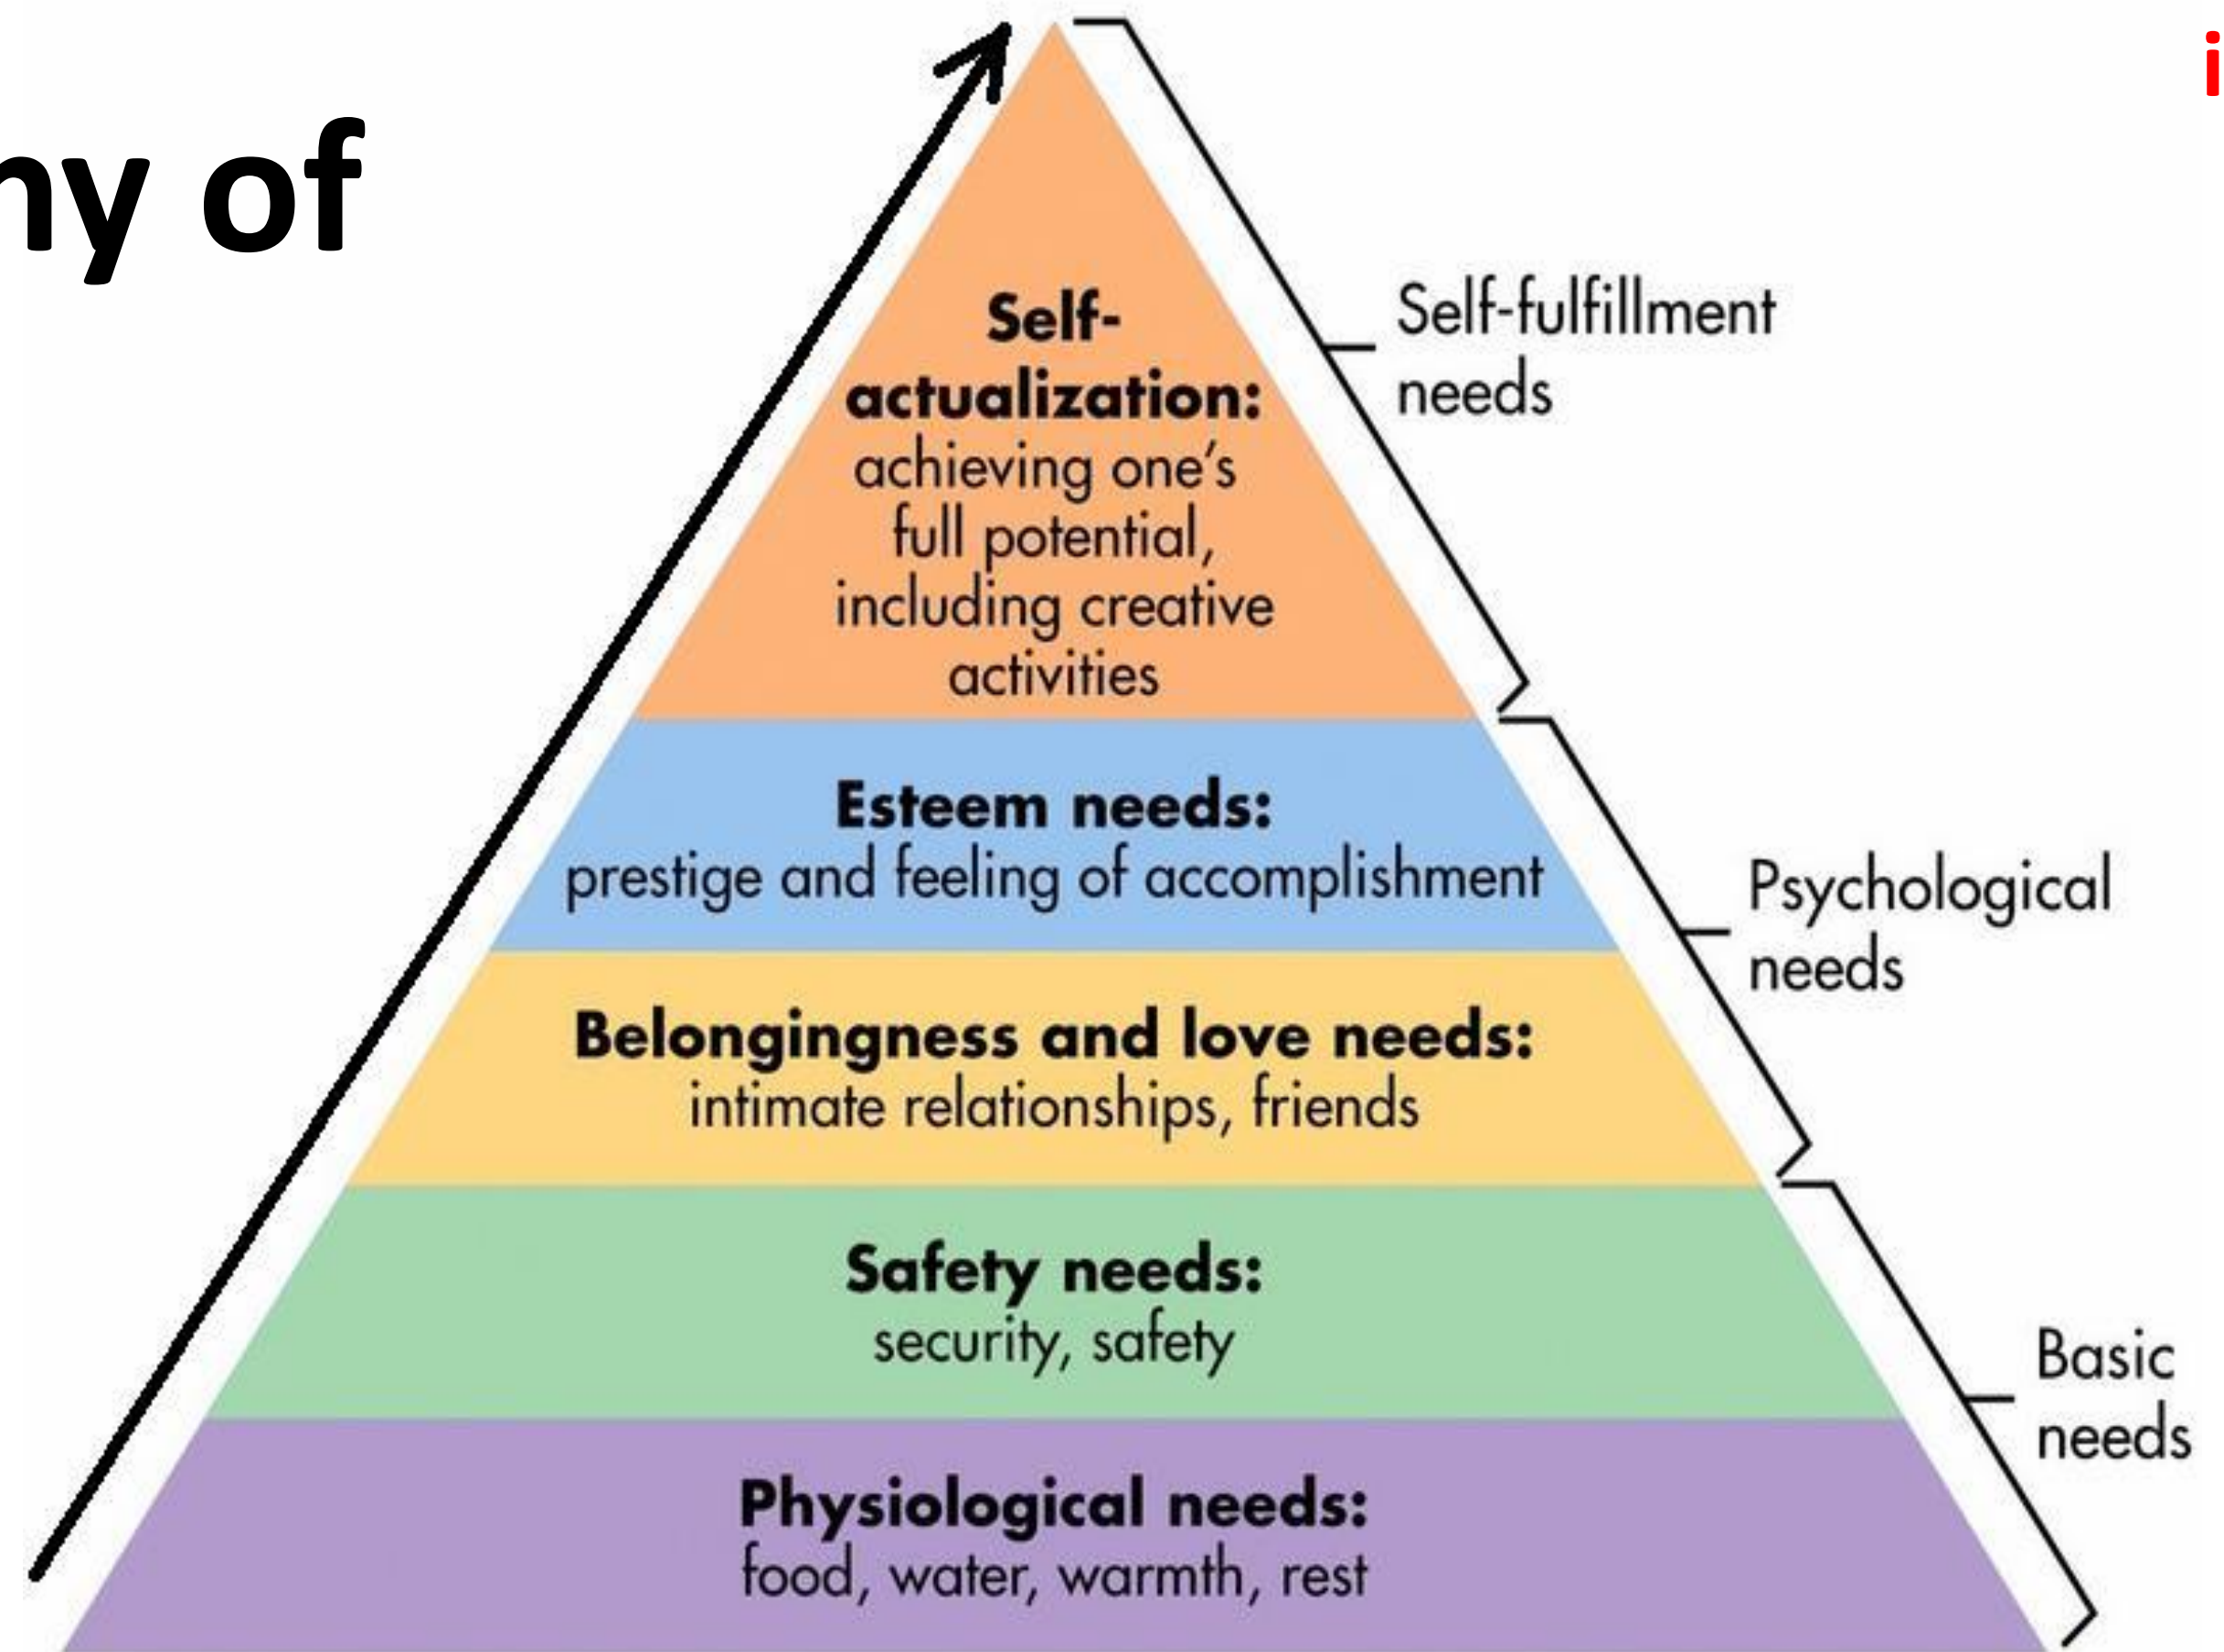 i
ny of
Self-
actualization:
achieving one's
full potential,
including creative
activities
Self-fulfillment
needs
Esteem needs:
prestige and feeling of accomplishment
Psychological
needs
Belongingness and love needs:
intimate relationships, friends
Safety needs:
security, safety
Basic
needs
Physiological needs:
food, water, warmth, rest